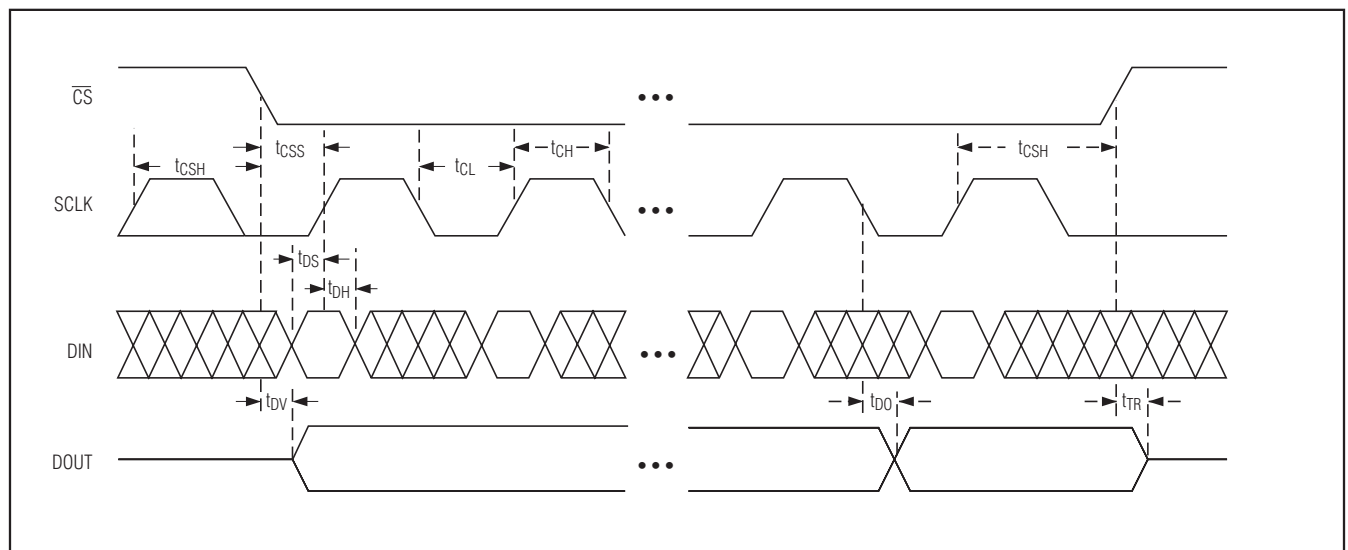 CS
•••
tCSH
tCSS
tCL
tCH
tCSH
SCLK
•••
tDS
tDH
DIN
•••
tDV
tDO
tTR
DOUT
•••